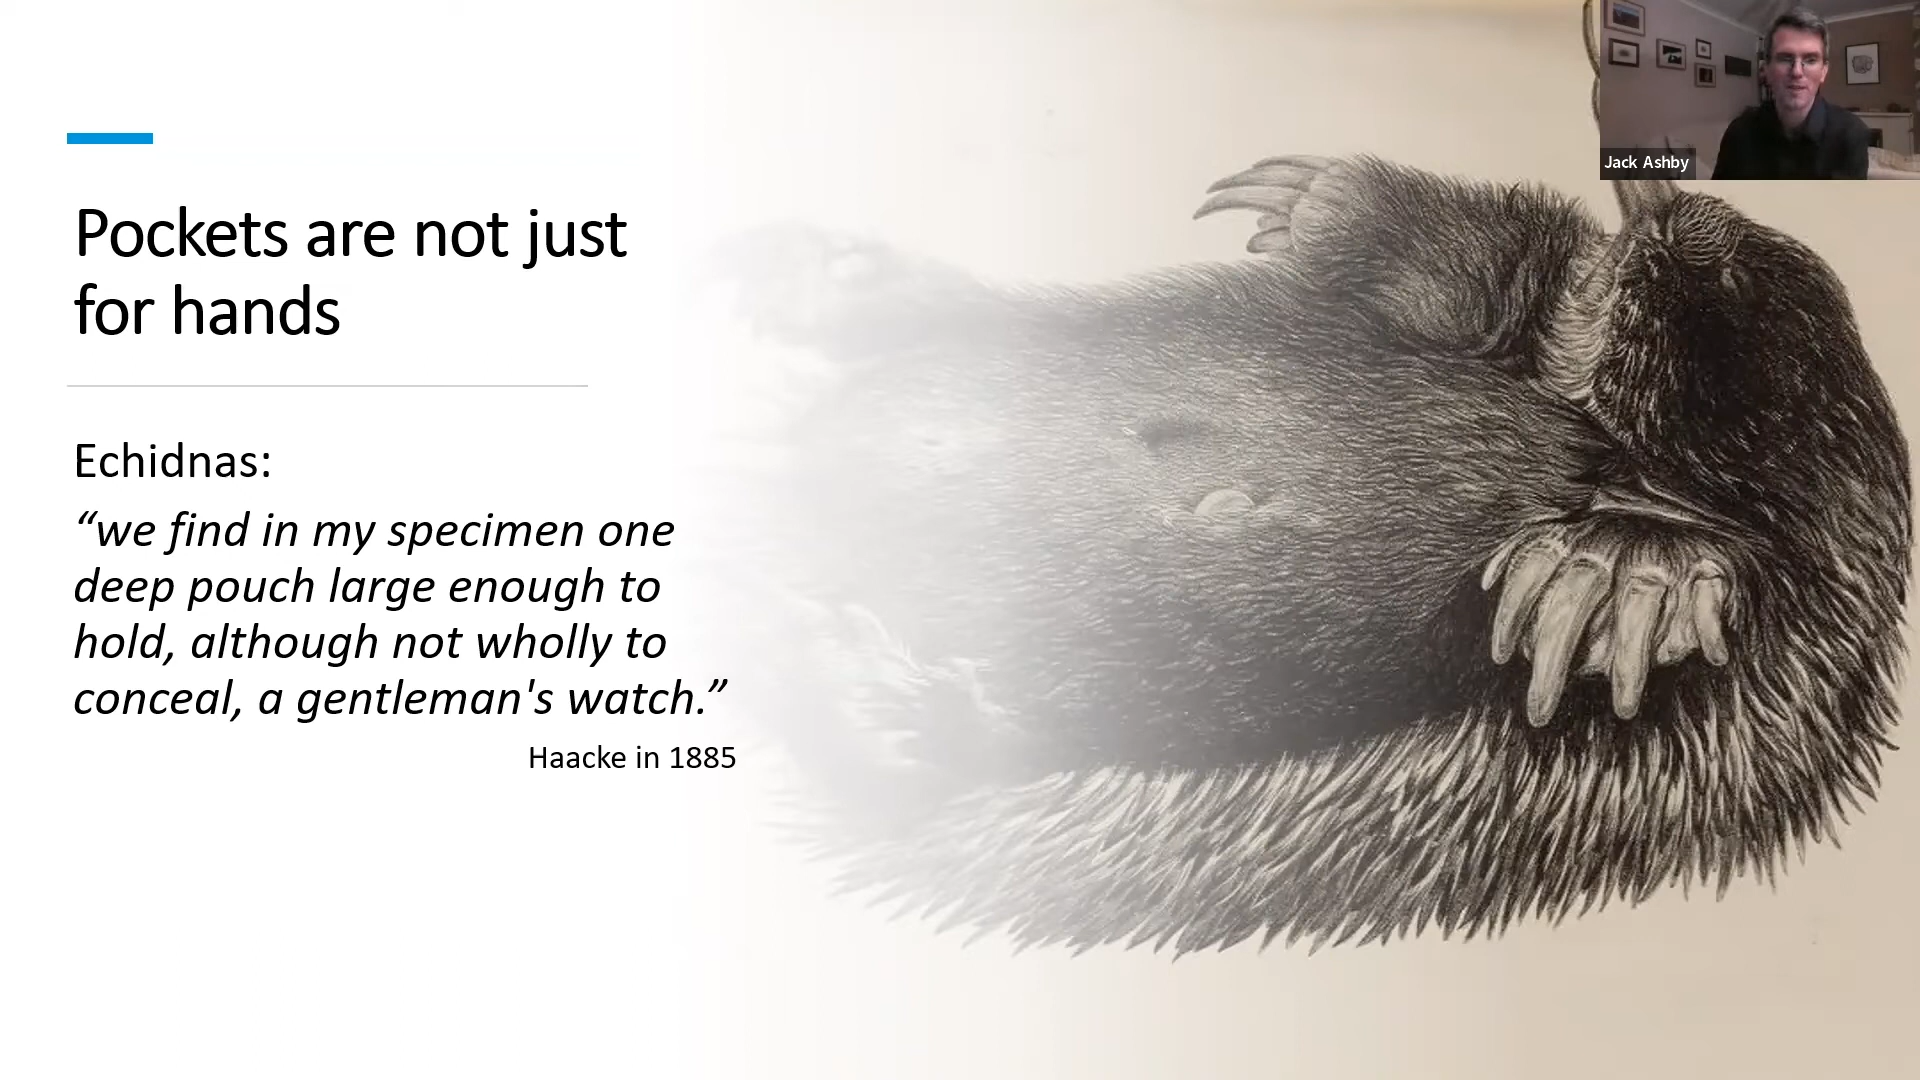 Pockets are not just
for hands
Echidnas:
“we find in my specimen one
deep pouch large enough to
hold, although not wholly to
conceal, a gentleman's watch.”
Haacke in 1885
Jack Ashby